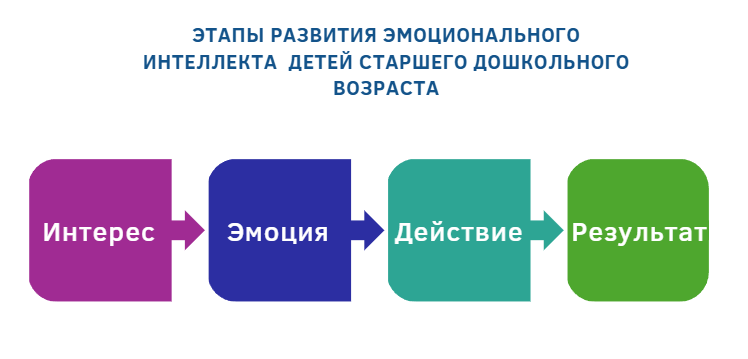 ЭТАПЫ РАЗВИТИЯ ЭМОЦИОНАЛЬНОГО
ИНТЕЛЛЕКТА  ДЕТЕЙ СТАРШЕГО ДОШКОЛЬНОГО
ВОЗРАСТА
Интерес
Эмоция
Действие
Результат